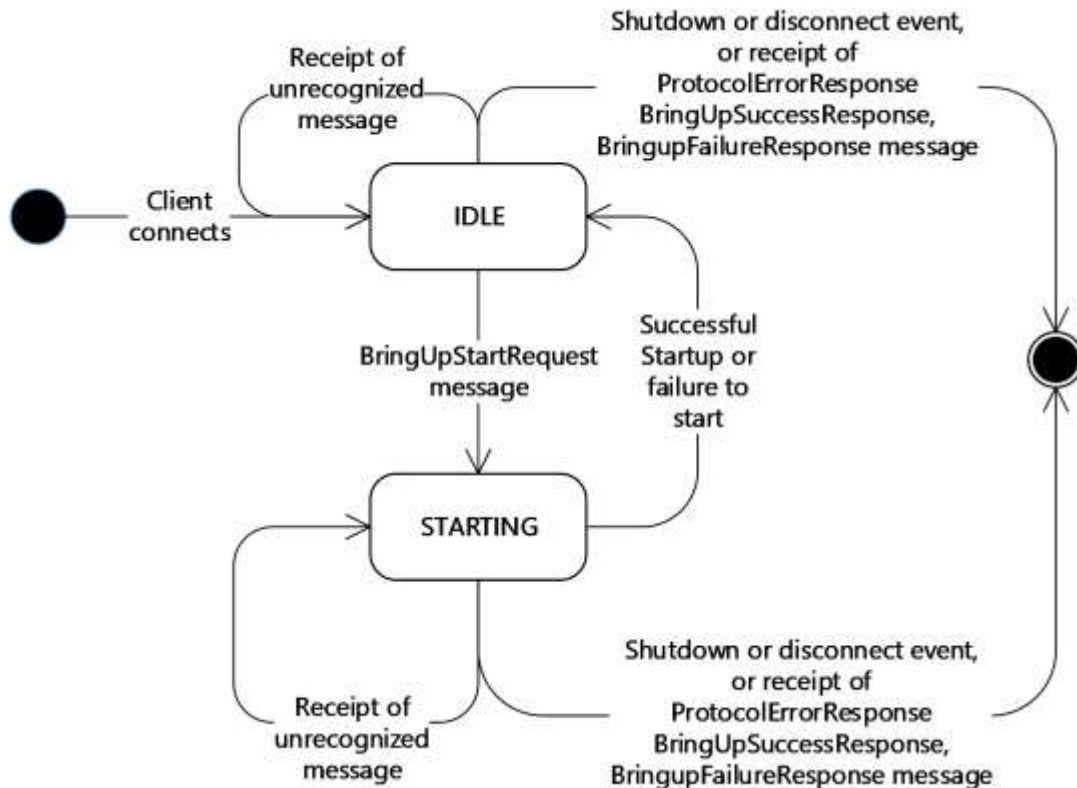 Shutdown or disconnect event,
or receipt of
ProtocolErrorResponse
BringUpSuccessResponse,
BringupFailureResponse message
Receipt of
unrecognized
message
Client
connects
IDLE
BringUpStartRequest
message
Successful
Startup or
failure to
start
STARTING
Receipt of
unrecognized
message
Shutdown or disconnect event,
or receipt of
ProtocolErrorResponse
BringUpSuccessResponse,
BringupFailureResponse message